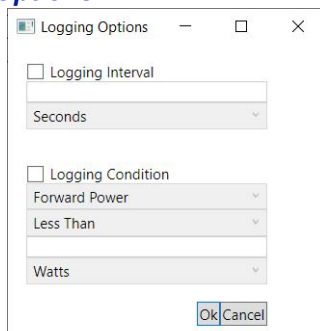 Logging Options
Logging Interval
Seconds
Logging Condition
Forward Power
Less Than
Watts
Ok Cancel